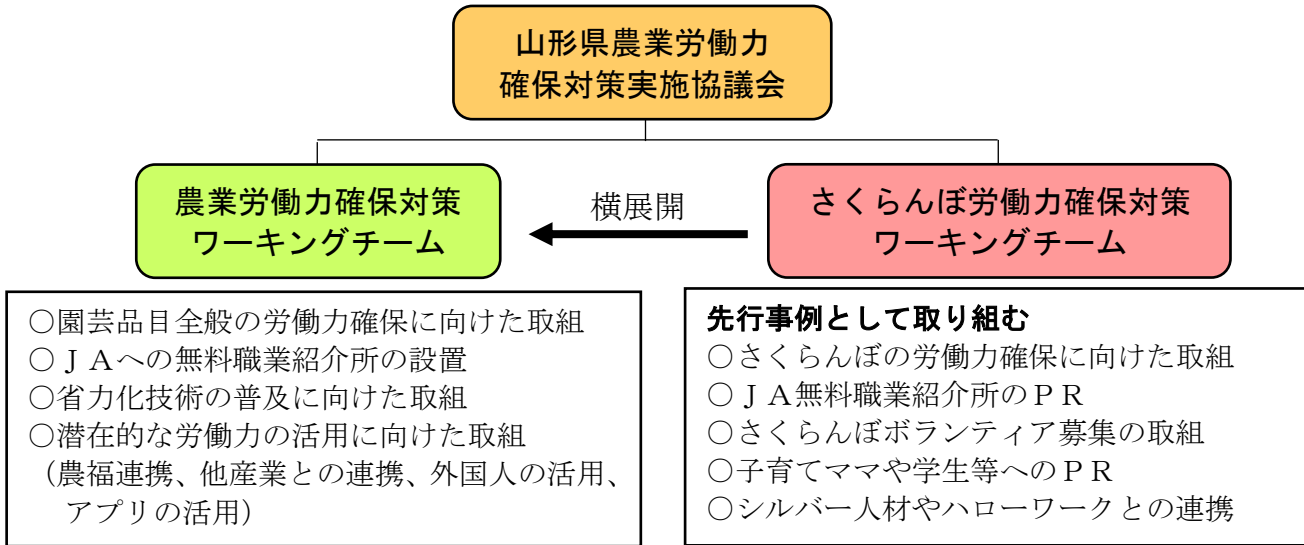 山形県農業労働力
確保対策実施協議会
農業労働力確保対策
ワーキングチーム
横展開
さくらんぼ労働力確保対策
ワーキングチーム
○園芸品目全般の労働力確保に向けた取組
○ＪＡへの無料職業紹介所の設置
○省力化技術の普及に向けた取組
○潜在的な労働力の活用に向けた取組
（農福連携、他産業との連携、外国人の活用、
アプリの活用）
先行事例として取り組む
○さくらんぼの労働力確保に向けた取組
○ＪＡ無料職業紹介所のＰＲ
○さくらんぼボランティア募集の取組
○子育てママや学生等へのＰＲ
○シルバー人材やハローワークとの連携